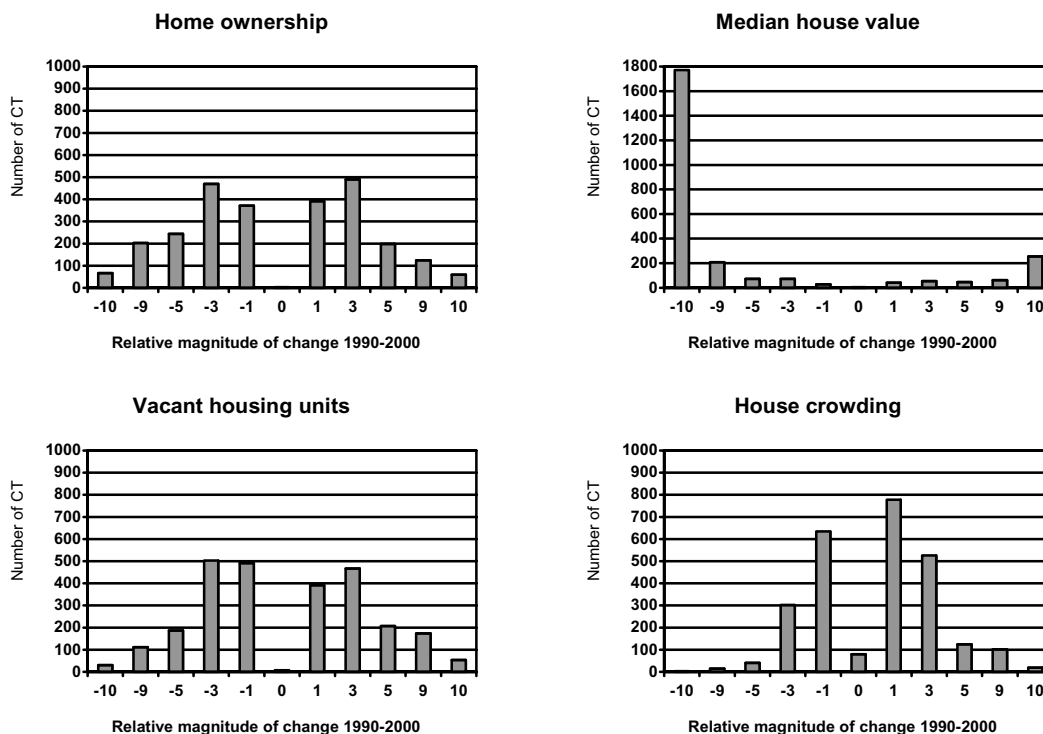 Home ownership
Number of CT
1000
900
800
700
600
500
400
300
200
100
0
-10 -9 -5 -3 -1 0 1 3 5 9 10
Relative magnitude of change 1990-2000
Median house value
Number of CT
1800
1600
1400
1200
1000
800
600
400
200
0
-10 -9 -5 -3 -1 0 1 3 5 9 10
Relative magnitude of change 1990-2000
Vacant housing units
Number of CT
1000
900
800
700
600
500
400
300
200
100
0
-10 -9 -5 -3 -1 0 1 3 5 9 10
Relative magnitude of change 1990-2000
House crowding
Number of CT
1000
900
800
700
600
500
400
300
200
100
0
-10 -9 -5 -3 -1 0 1 3 5 9 10
Relative magnitude of change 1990-2000